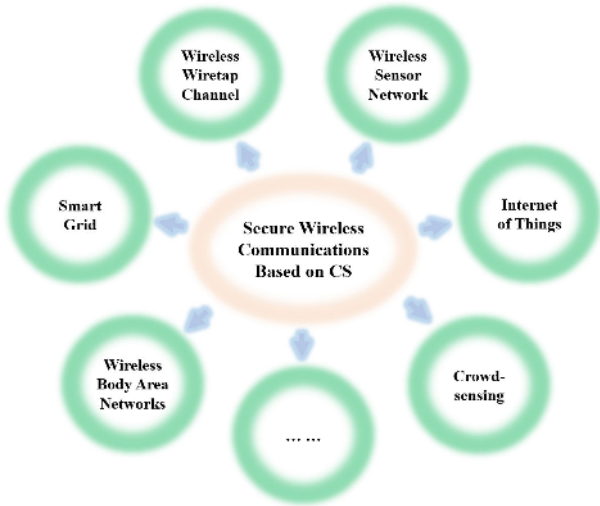 Wireless
Wiretap
Channel
Wireless
Sensor
Network
Smart
Grid
Secure Wireless
Communications
Based on CS
Internet
of Things
Wireless
Body Area
Networks
Crowd-
sensing
... ...